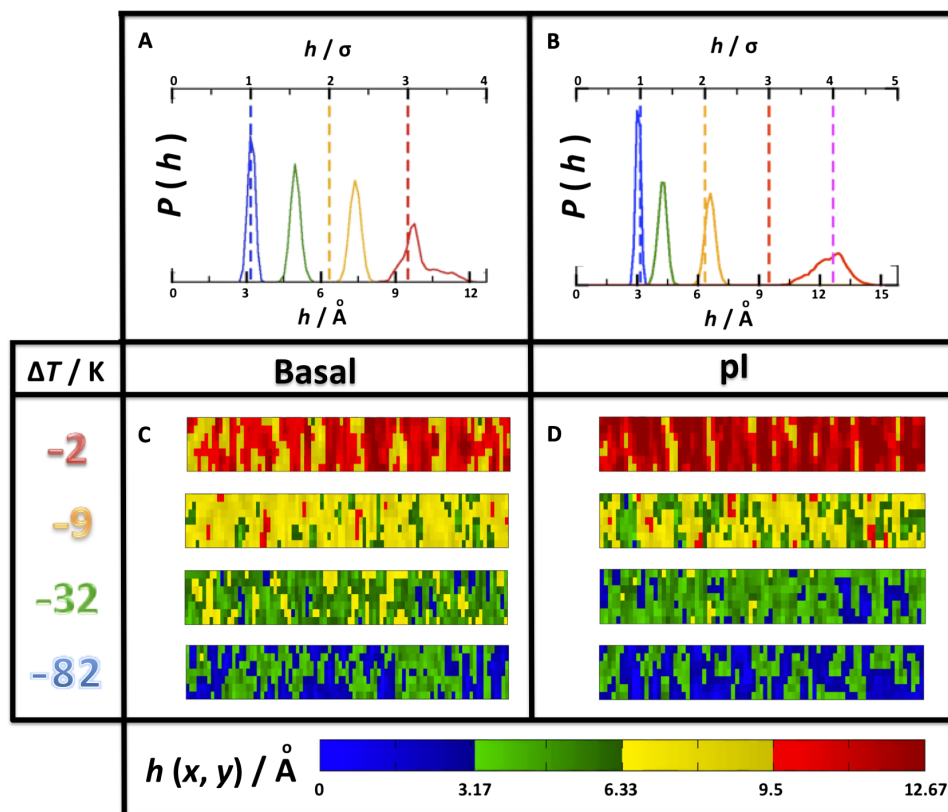 A
h / σ
0 1 2 3 4
P ( h )
0 3 6 9 12
h / Å
B
h / σ
0 1 2 3 4 5
P ( h )
0 3 6 9 12 15
h / Å
ΔT / K Basal pI
-2 C D
-9
-32
-82
h (x, y) / Å
0 3.17 6.33 9.5 12.67